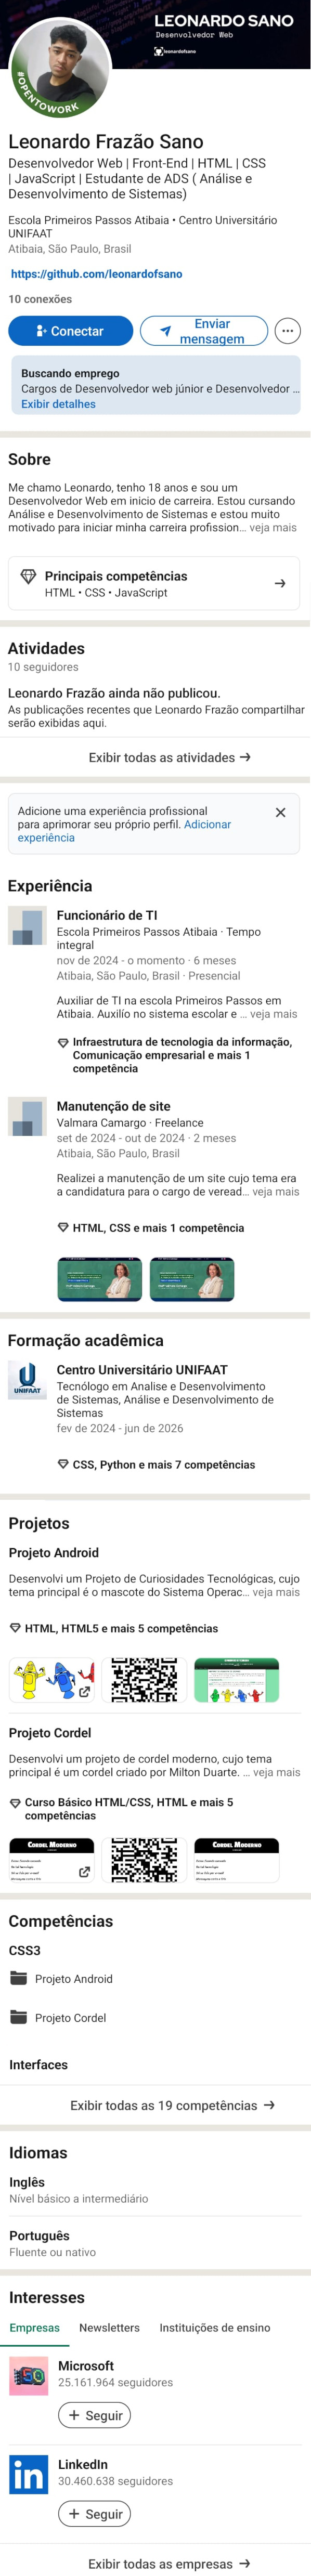 LEONARDO SANO
Desenvolvedor Web
leonardofsano
#OPENTOWORK
Leonardo Frazão Sano
Desenvolvedor Web | Front-End | HTML | CSS
| JavaScript | Estudante de ADS ( Análise e
Desenvolvimento de Sistemas)
Escola Primeiros Passos Atibaia • Centro Universitário
UNIFAAT
Atibaia, São Paulo, Brasil
https://github.com/leonardofsano
10 conexões
Conectar
Enviar
mensagem
Buscando emprego
Cargos de Desenvolvedor web júnior e Desenvolvedor ...
Exibir detalhes
Sobre
Me chamo Leonardo, tenho 18 anos e sou um
Desenvolvedor Web em inicio de carreira. Estou cursando
Análise e Desenvolvimento de Sistemas e estou muito
motivado para iniciar minha carreira profission... veja mais
Principais competências
HTML • CSS • JavaScript
Atividades
10 seguidores
Leonardo Frazão ainda não publicou.
As publicações recentes que Leonardo Frazão compartilhar
serão exibidas aqui.
Exibir todas as atividades
Adicione uma experiência profissional
para aprimorar seu próprio perfil. Adicionar
experiência
Experiência
Funcionário de TI
Escola Primeiros Passos Atibaia · Tempo
integral
nov de 2024 - o momento · 6 meses
Atibaia, São Paulo, Brasil · Presencial
Auxiliar de TI na escola Primeiros Passos em
Atibaia. Auxilío no sistema escolar e ... veja mais
Infraestrutura de tecnologia da informação,
Comunicação empresarial e mais 1
competência
Manutenção de site
Valmara Camargo · Freelance
set de 2024 - out de 2024 · 2 meses
Atibaia, São Paulo, Brasil
Realizei a manutenção de um site cujo tema era
a candidatura para o cargo de veread... veja mais
HTML, CSS e mais 1 competência
Formação acadêmica
UNIFAAT
Centro Universitário UNIFAAT
Tecnólogo em Analise e Desenvolvimento
de Sistemas, Análise e Desenvolvimento de
Sistemas
fev de 2024 - jun de 2026
CSS, Python e mais 7 competências
Projetos
Projeto Android
Desenvolvi um Projeto de Curiosidades Tecnológicas, cujo
tema principal é o mascote do Sistema Operac... veja mais
HTML, HTML5 e mais 5 competências
Projeto Cordel
Desenvolvi um projeto de cordel moderno, cujo tema
principal é um cordel criado por Milton Duarte. ... veja mais
Curso Básico HTML/CSS, HTML e mais 5
competências
Cordel Moderno
Cordel Moderno
Competências
CSS3
Projeto Android
Projeto Cordel
Interfaces
Exibir todas as 19 competências
Idiomas
Inglês
Nível básico a intermediário
Português
Fluente ou nativo
Interesses
Empresas
Newsletters
Instituições de ensino
Microsoft
25.161.964 seguidores
+ Seguir
in
LinkedIn
30.460.638 seguidores
+ Seguir
Exibir todas as empresas